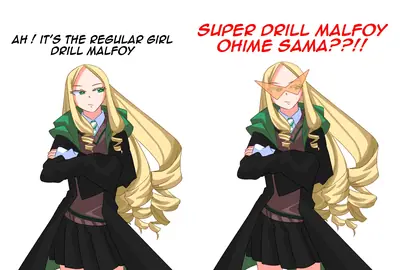 AH ! IT'S THE REGULAR GIRL
DRILL MALFOY
SUPER DRILL MALFOY
OHIME SAMA??!!